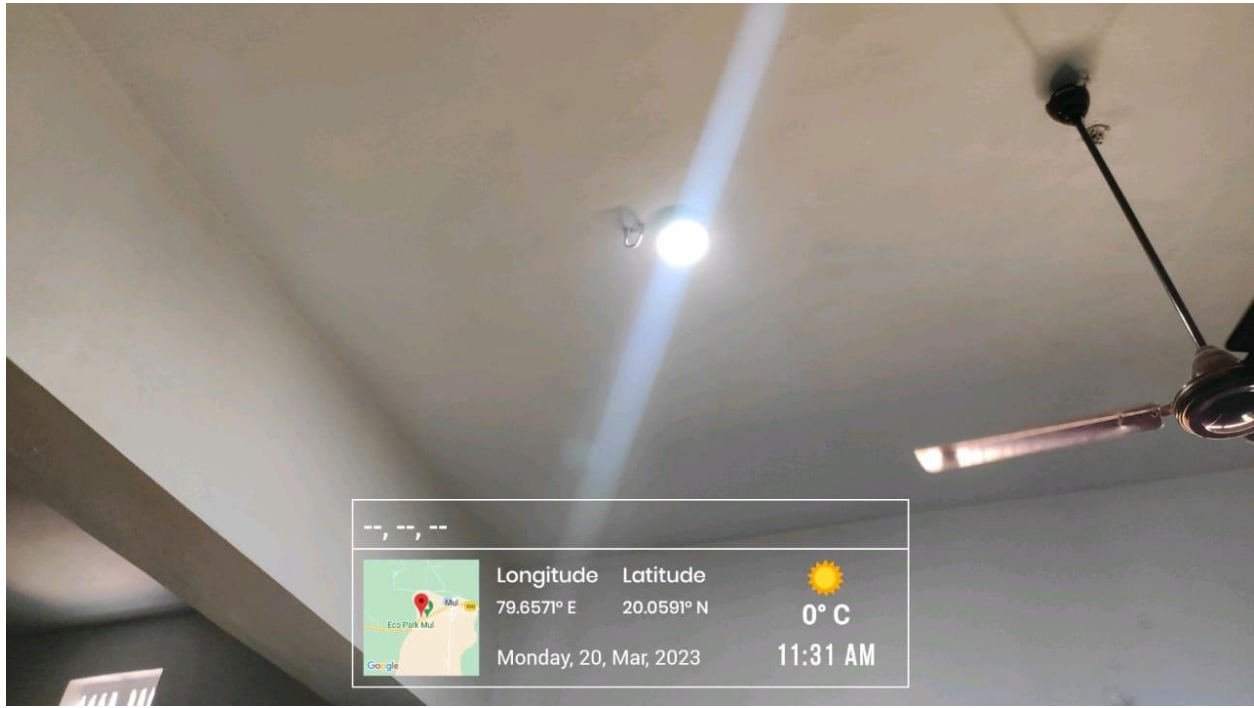 --, --, --
Longitude Latitude
79.6571° E 20.0591° N
0° C
Monday, 20, Mar, 2023
11:31 AM
Mul
Eco Park Mul
Google